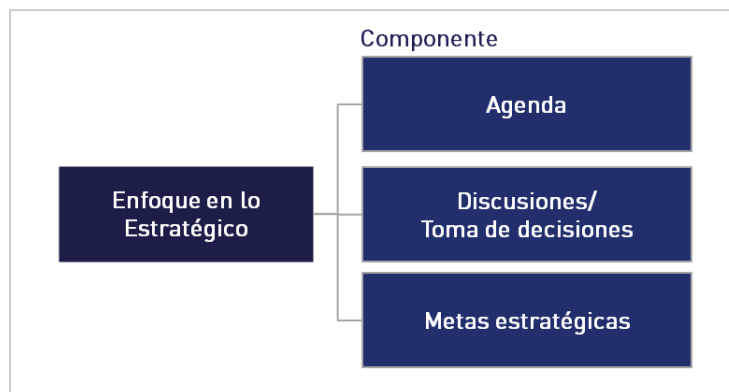 Componente
Agenda
Enfoque en lo
Estratégico
Discusiones/
Toma de decisiones
Metas estratégicas